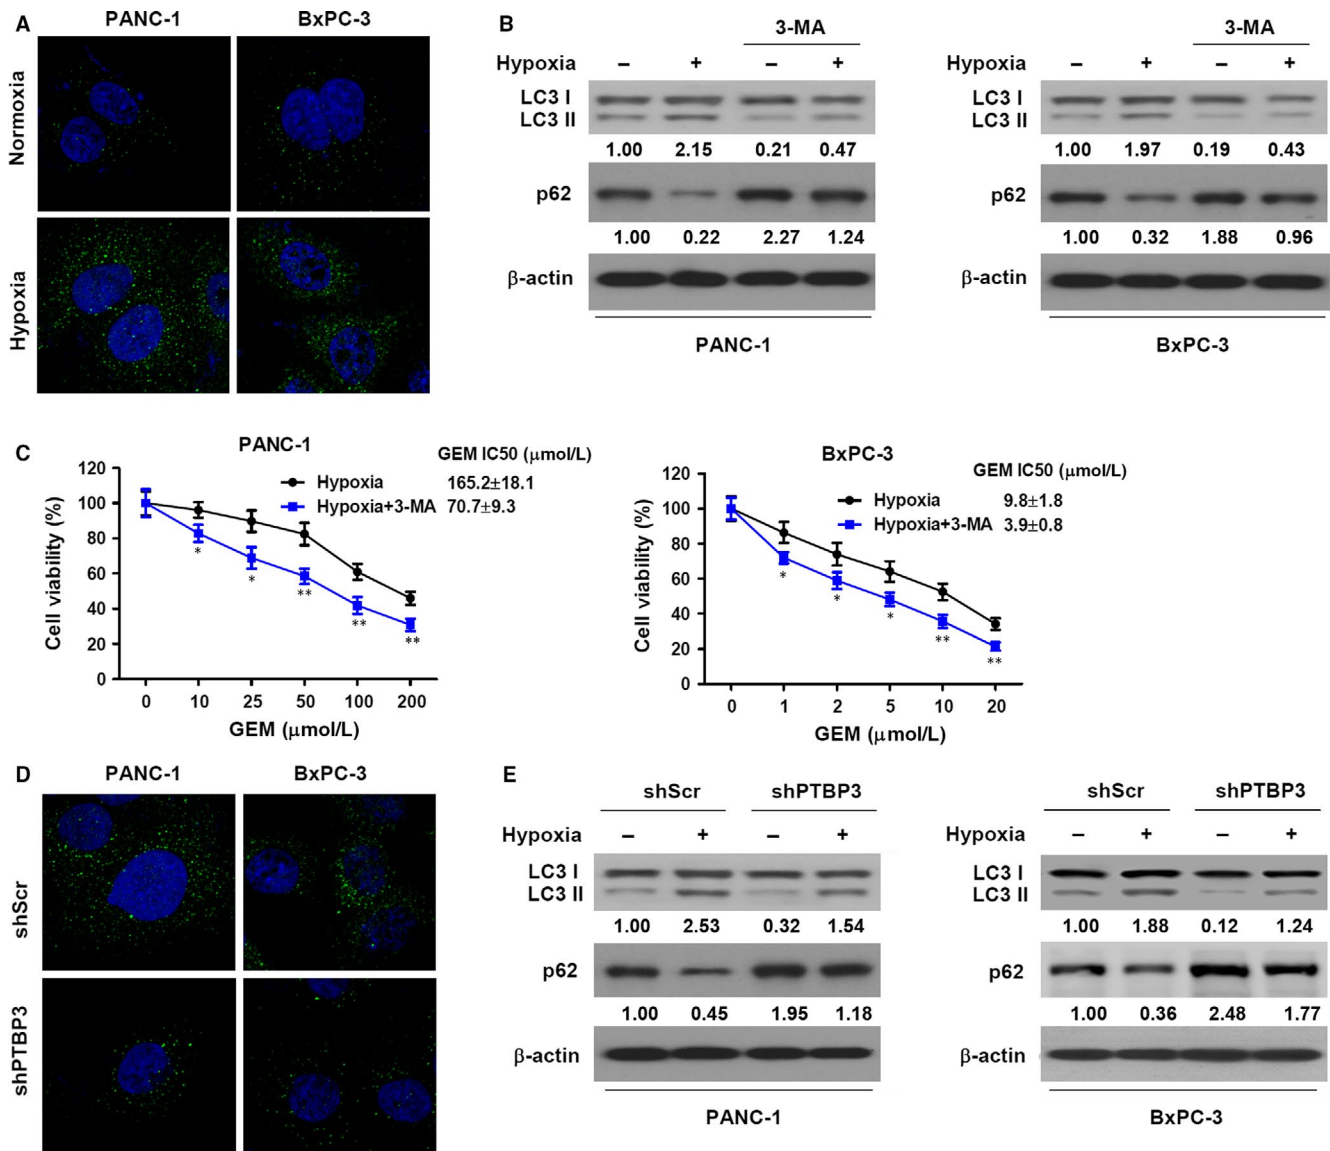 A
PANC-1 BxPC-3
Normoxia
Hypoxia
B
3-MA
Hypoxia – + – +
LC3 I
LC3 II
1.00 2.15 0.21 0.47
p62
1.00 0.22 2.27 1.24
β-actin
PANC-1
3-MA
Hypoxia – + – +
LC3 I
LC3 II
1.00 1.97 0.19 0.43
p62
1.00 0.32 1.88 0.96
β-actin
BxPC-3
C
PANC-1
GEM IC50 (μmol/L)
Hypoxia 165.2±18.1
Hypoxia+3-MA 70.7±9.3
Cell viability (%)
120
100
80
60
40
20
0
* * ** ** **
0 10 25 50 100 200
GEM (μmol/L)
BxPC-3
GEM IC50 (μmol/L)
Hypoxia 9.8±1.8
Hypoxia+3-MA 3.9±0.8
Cell viability (%)
120
100
80
60
40
20
0
* * * ** **
0 1 2 5 10 20
GEM (μmol/L)
D
PANC-1 BxPC-3
shScr
shPTBP3
E
shScr shPTBP3
Hypoxia – + – +
LC3 I
LC3 II
1.00 2.53 0.32 1.54
p62
1.00 0.45 1.95 1.18
β-actin
PANC-1
shScr shPTBP3
Hypoxia – + – +
LC3 I
LC3 II
1.00 1.88 0.12 1.24
p62
1.00 0.36 2.48 1.77
β-actin
BxPC-3